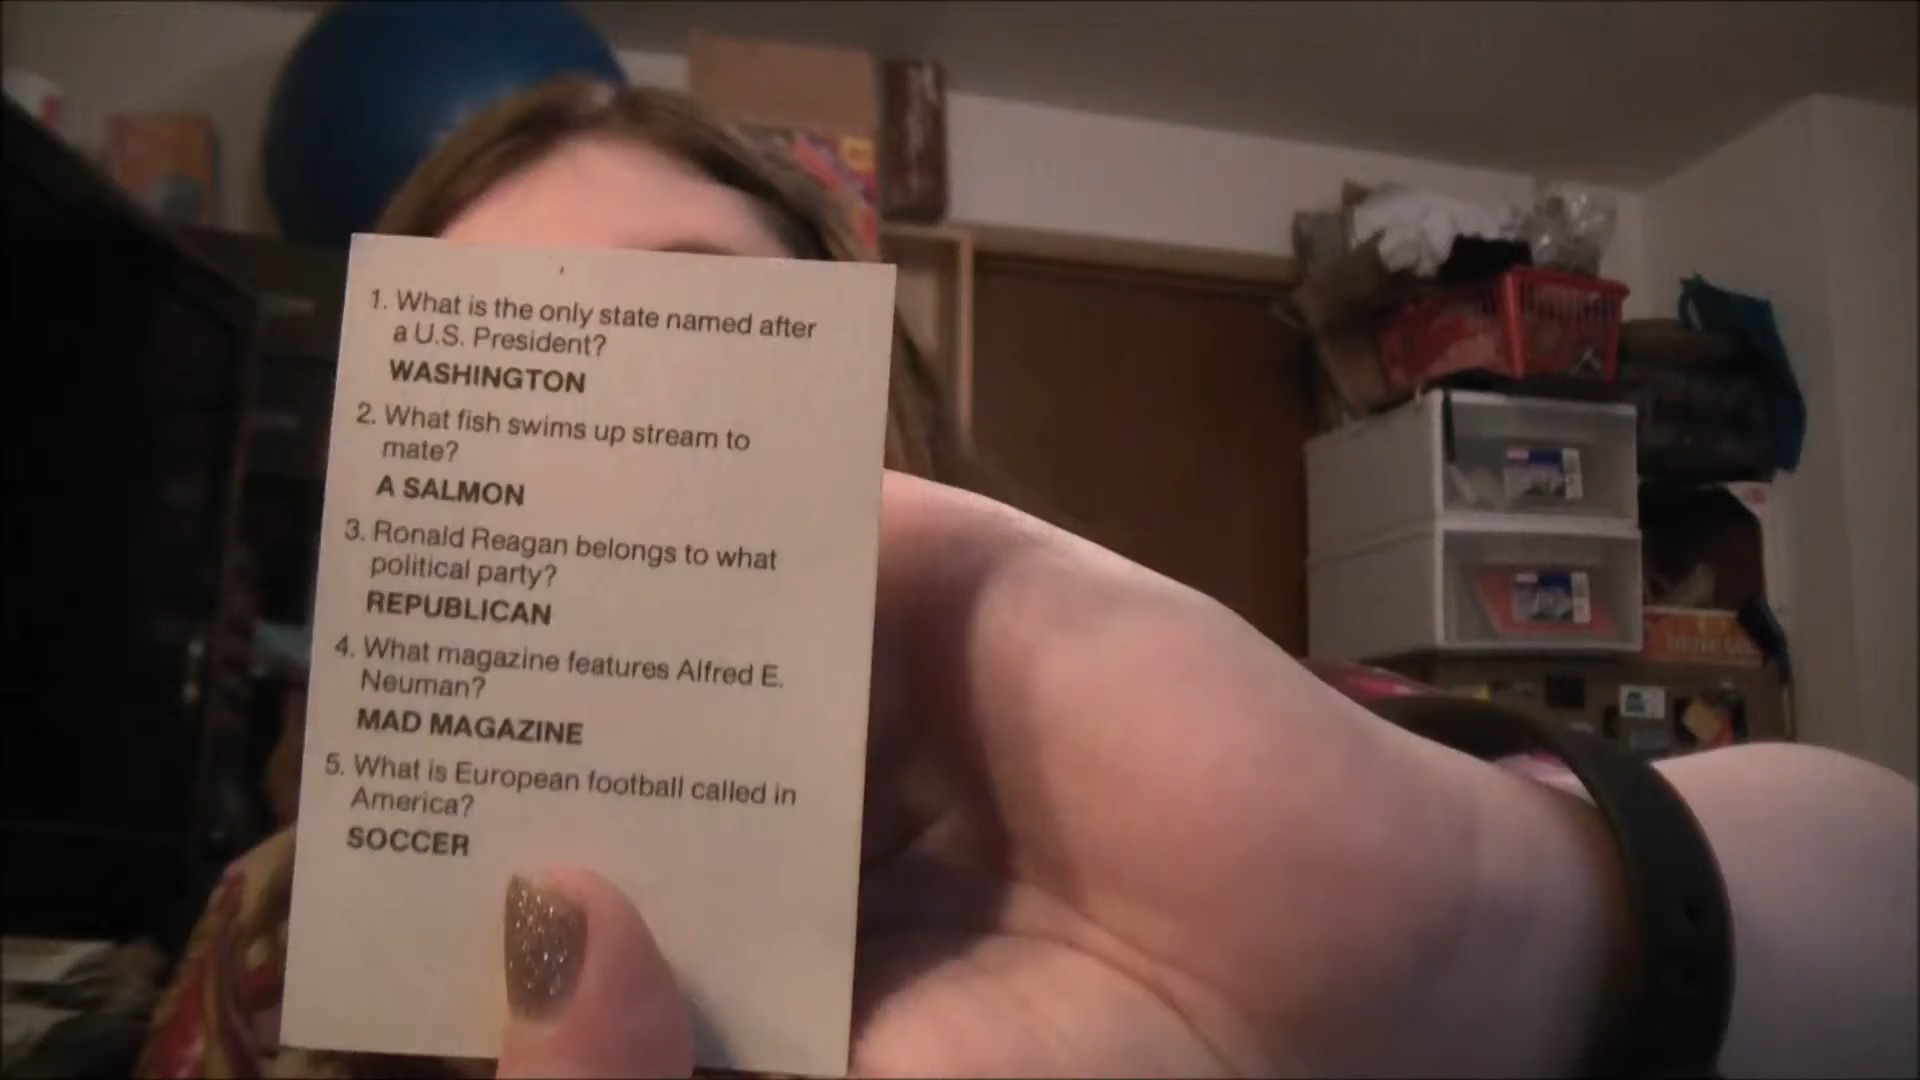 1. What is the only state named after
a U.S. President?
WASHINGTON
2. What fish swims up stream to
mate?
A SALMON
3. Ronald Reagan belongs to what
political party?
REPUBLICAN
4. What magazine features Alfred E.
Neuman?
MAD MAGAZINE
5. What is European football called in
America?
SOCCER